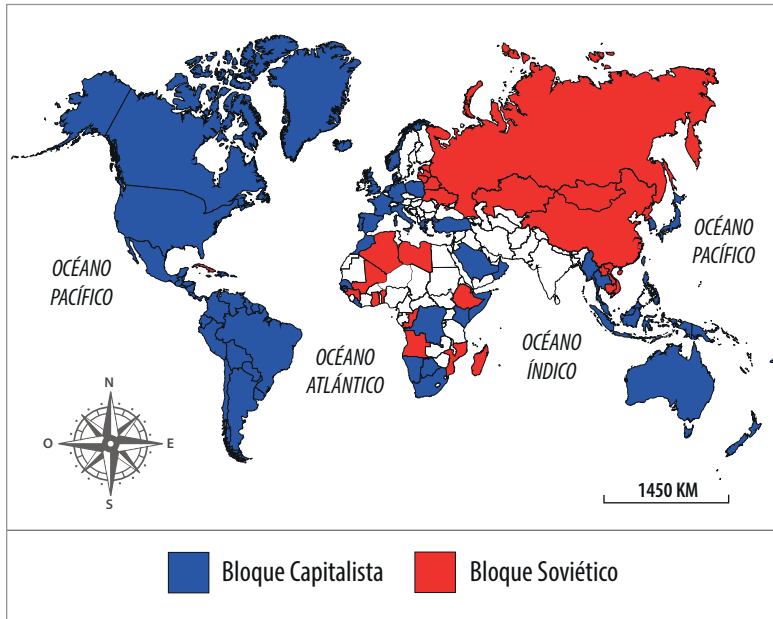 OCÉANO
PACÍFICO
OCÉANO
ATLÁNTICO
OCÉANO
ÍNDICO
OCÉANO
PACÍFICO
N
O
E
S
1450 KM
Bloque Capitalista
Bloque Soviético